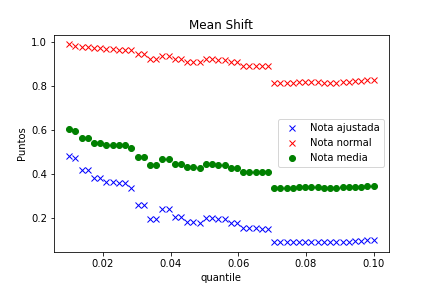 Mean Shift
1.0
0.8
0.6
0.4
0.2
Puntos
Nota ajustada
Nota normal
Nota media
0.02
0.04
0.06
0.08
0.10
quantile